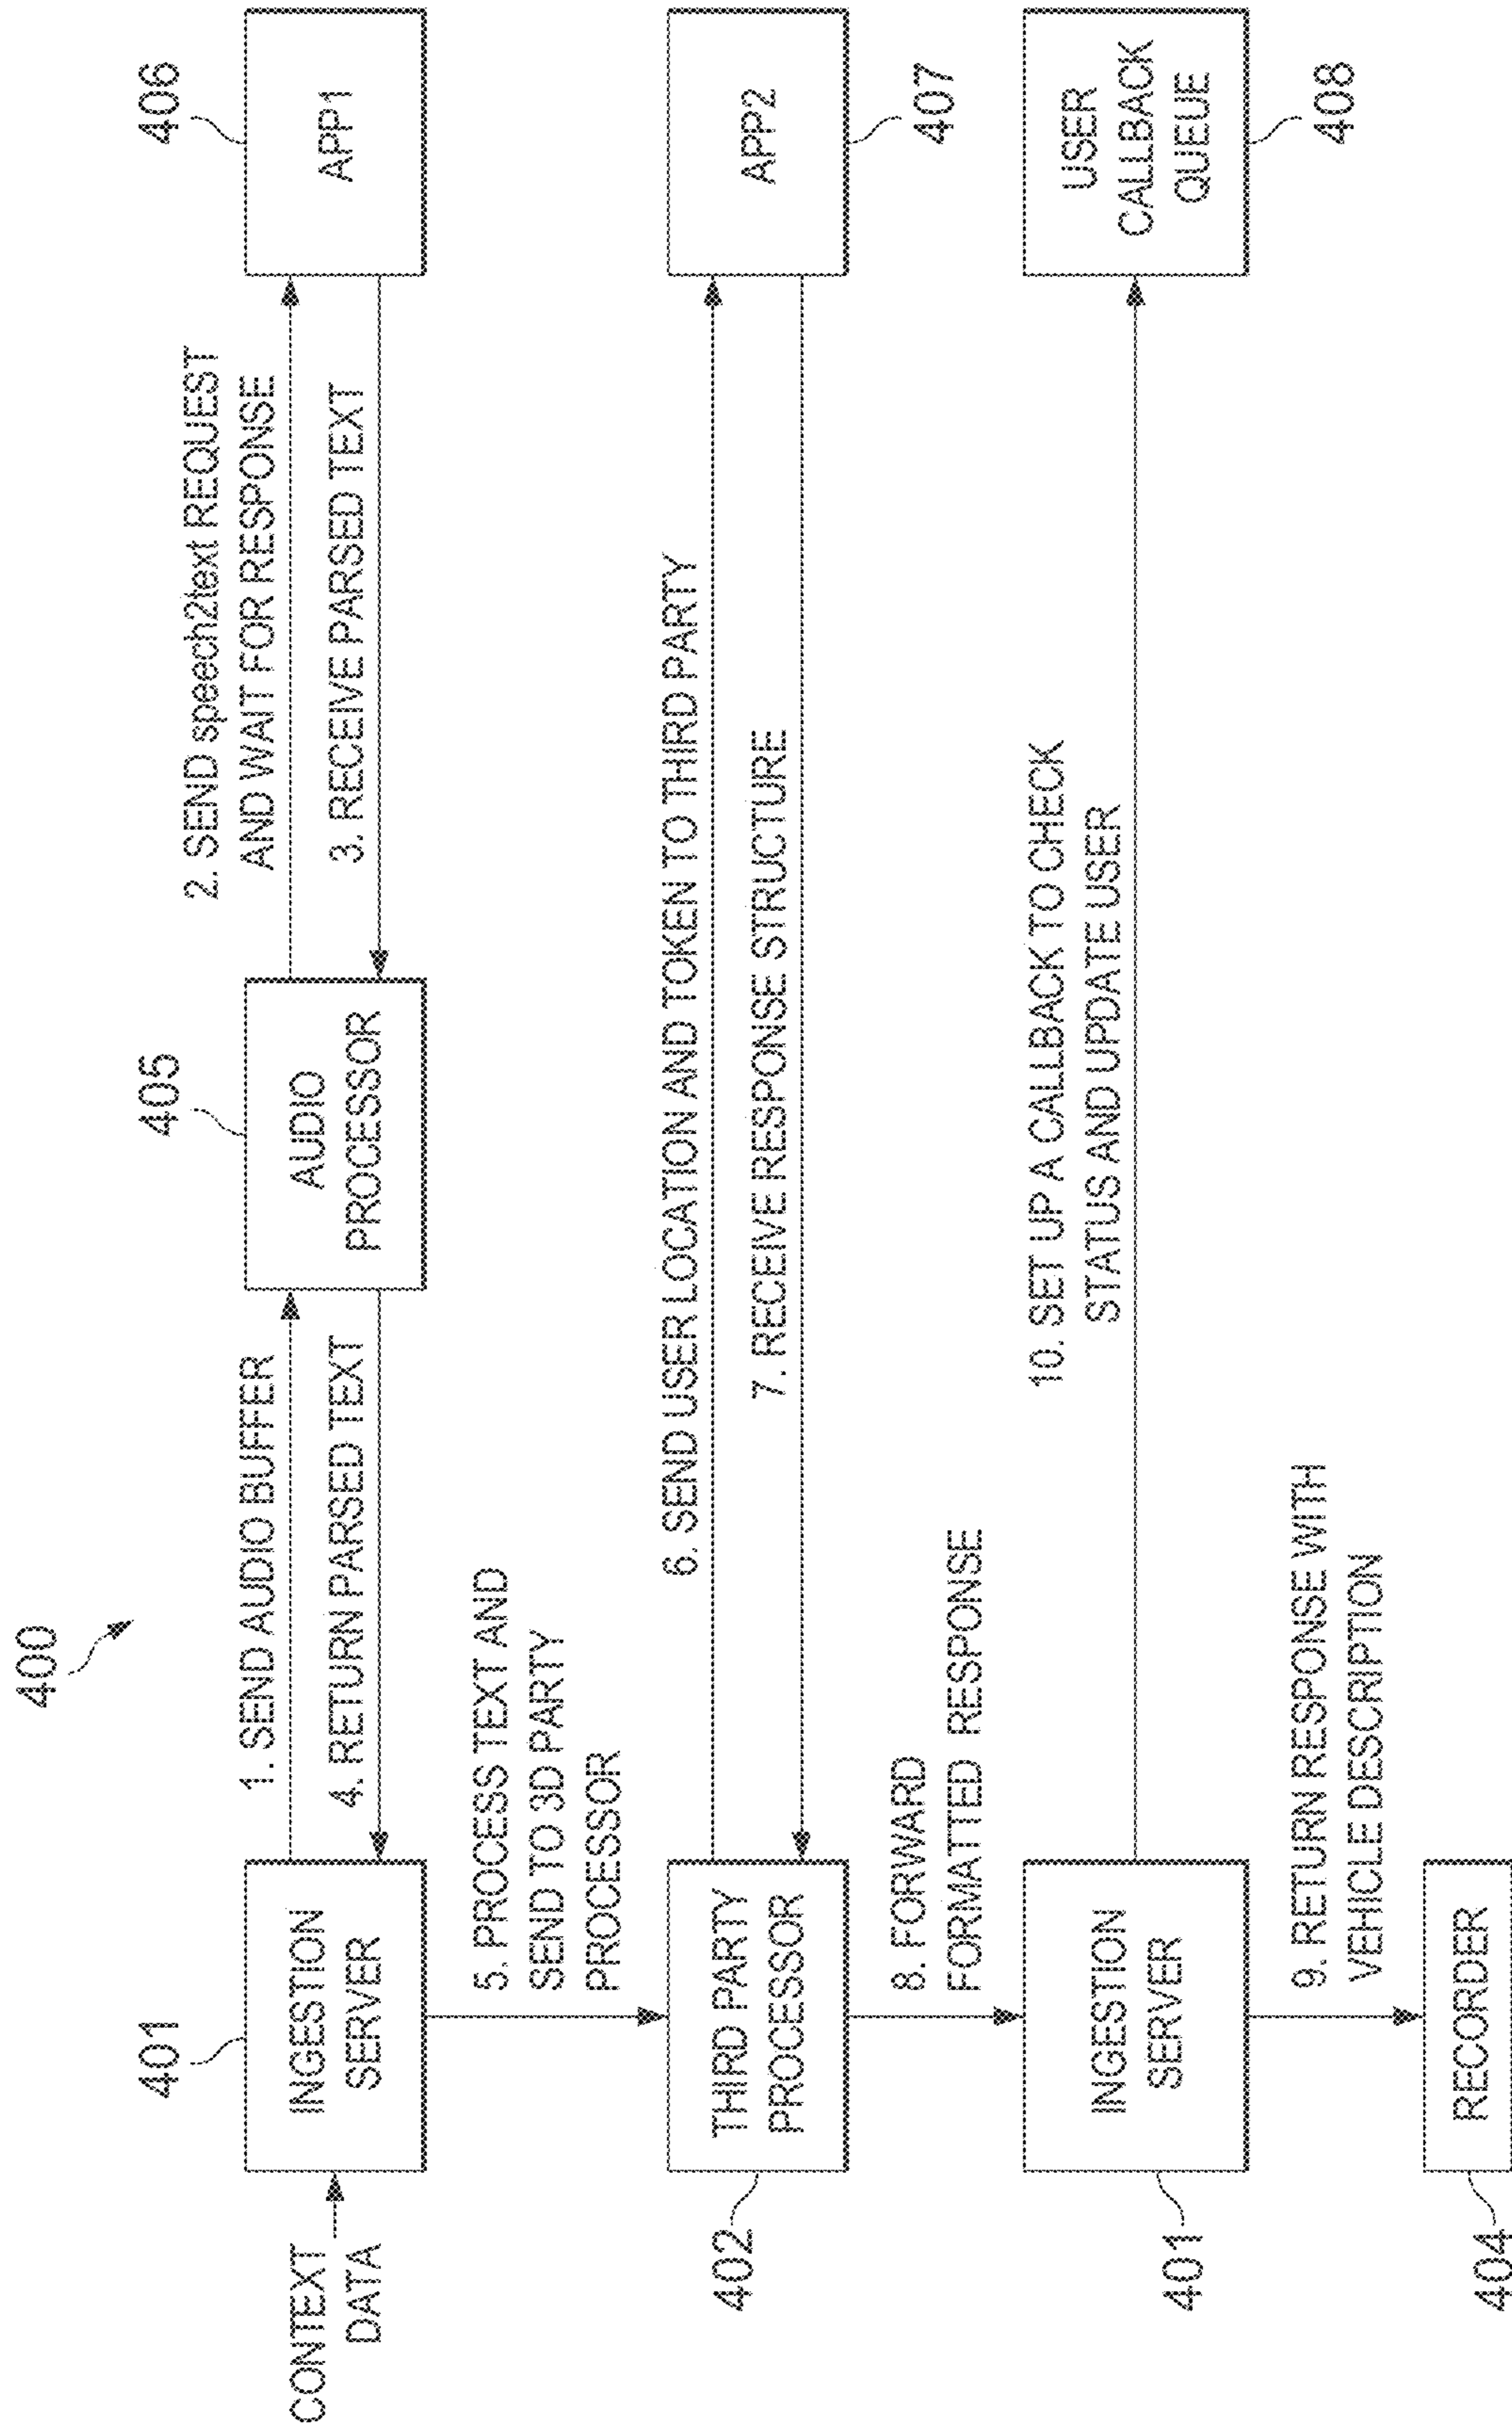 400
406
2. SEND speech2text REQUEST
AND WAIT FOR RESPONSE
405
1. SEND AUDIO BUFFER
401
CONTEXT
DATA
INGESTION
SERVER
4. RETURN PARSED TEXT
AUDIO
PROCESSOR
3. RECEIVE PARSED TEXT
APP1
5. PROCESS TEXT AND
SEND TO 3D PARTY
PROCESSOR
6. SEND USER LOCATION AND TOKEN TO THIRD PARTY
402
THIRD PARTY
PROCESSOR
7. RECEIVE RESPONSE STRUCTURE
APP2
407
8. FORWARD
FORMATTED RESPONSE
10. SET UP A CALLBACK TO CHECK
STATUS AND UPDATE USER
401
INGESTION
SERVER
USER
CALLBACK
QUEUE
408
9. RETURN RESPONSE WITH
VEHICLE DESCRIPTION
404
RECORDER